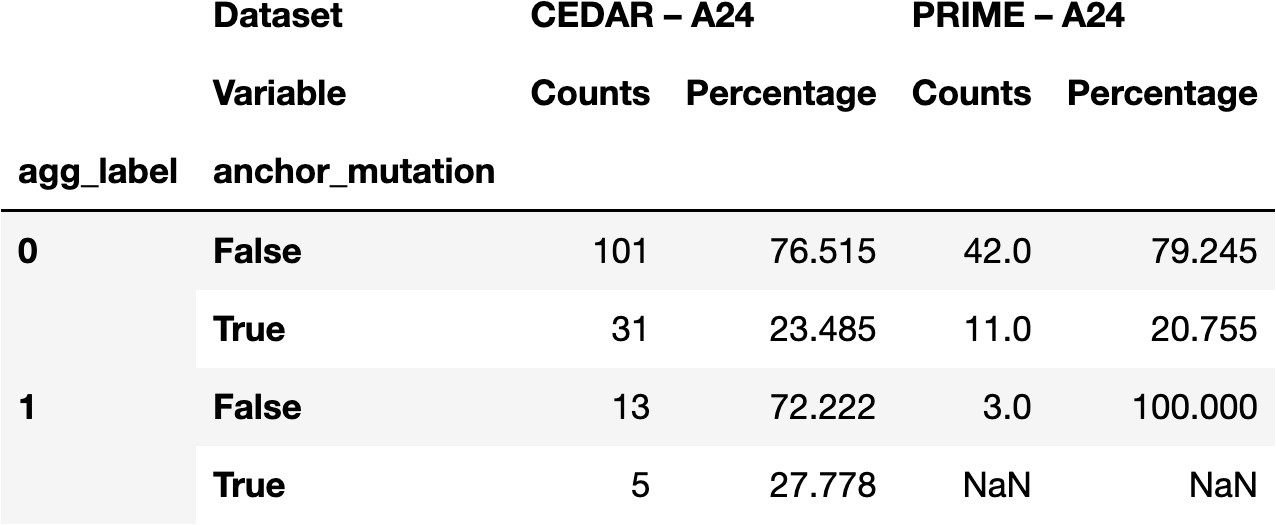 Dataset CEDAR – A24 PRIME – A24
Variable Counts Percentage Counts Percentage
agg_label anchor_mutation
0 False 101 76.515 42.0 79.245
True 31 23.485 11.0 20.755
1 False 13 72.222 3.0 100.000
True 5 27.778 NaN NaN